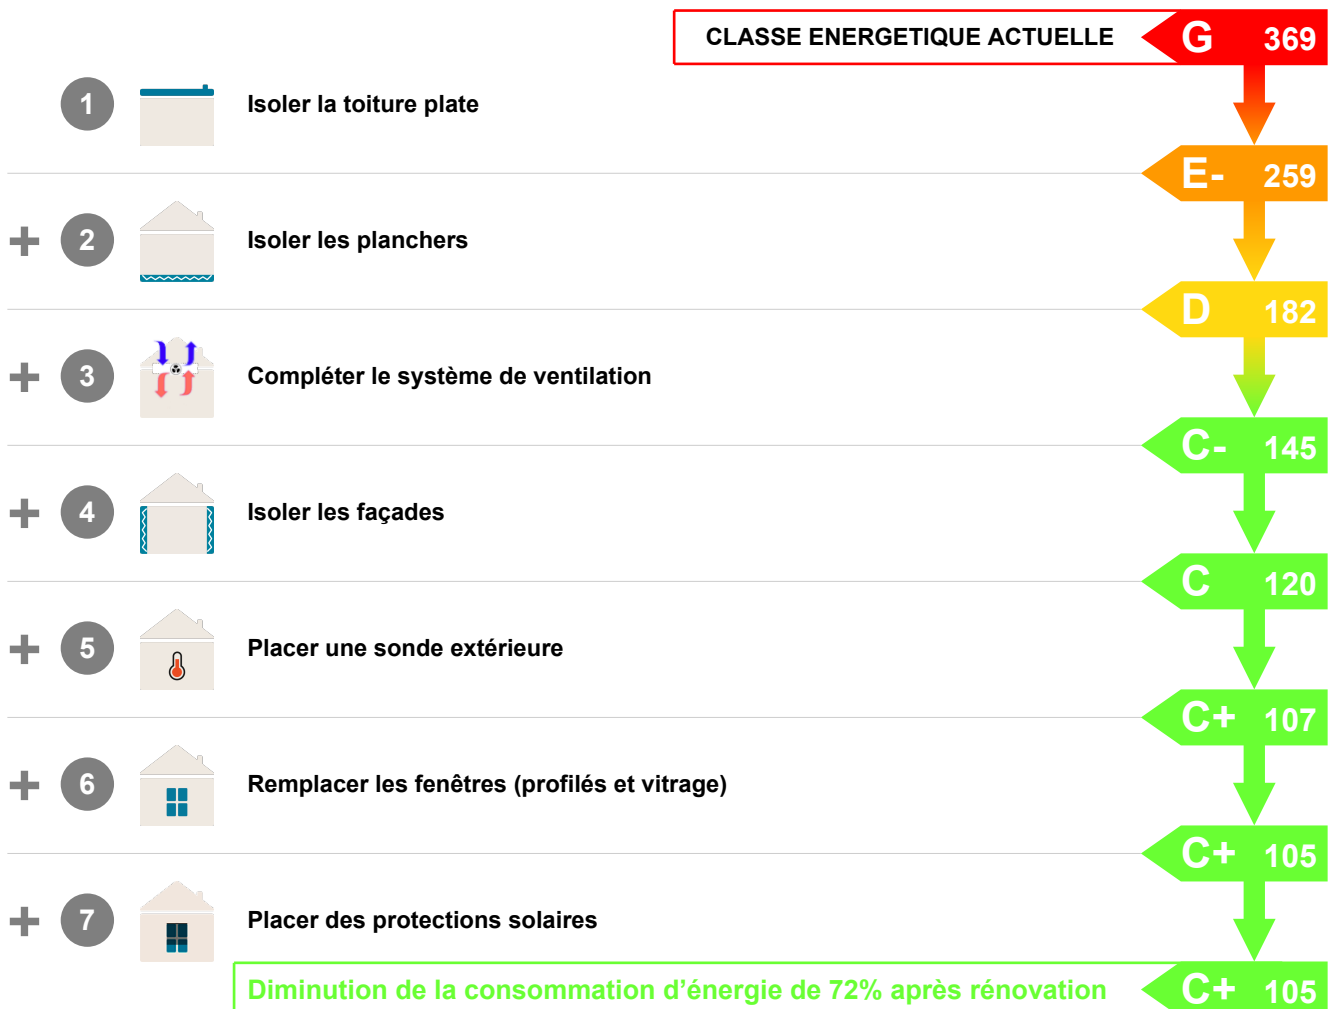 CLASSE ENERGETIQUE ACTUELLE G 369
1 Isoler la toiture plate
E- 259
+ 2 Isoler les planchers
D 182
+ 3 Compléter le système de ventilation
C- 145
+ 4 Isoler les façades
C 120
+ 5 Placer une sonde extérieure
C+ 107
+ 6 Remplacer les fenêtres (profilés et vitrage)
C+ 105
+ 7 Placer des protections solaires
Diminution de la consommation d’énergie de 72% après rénovation C+ 105